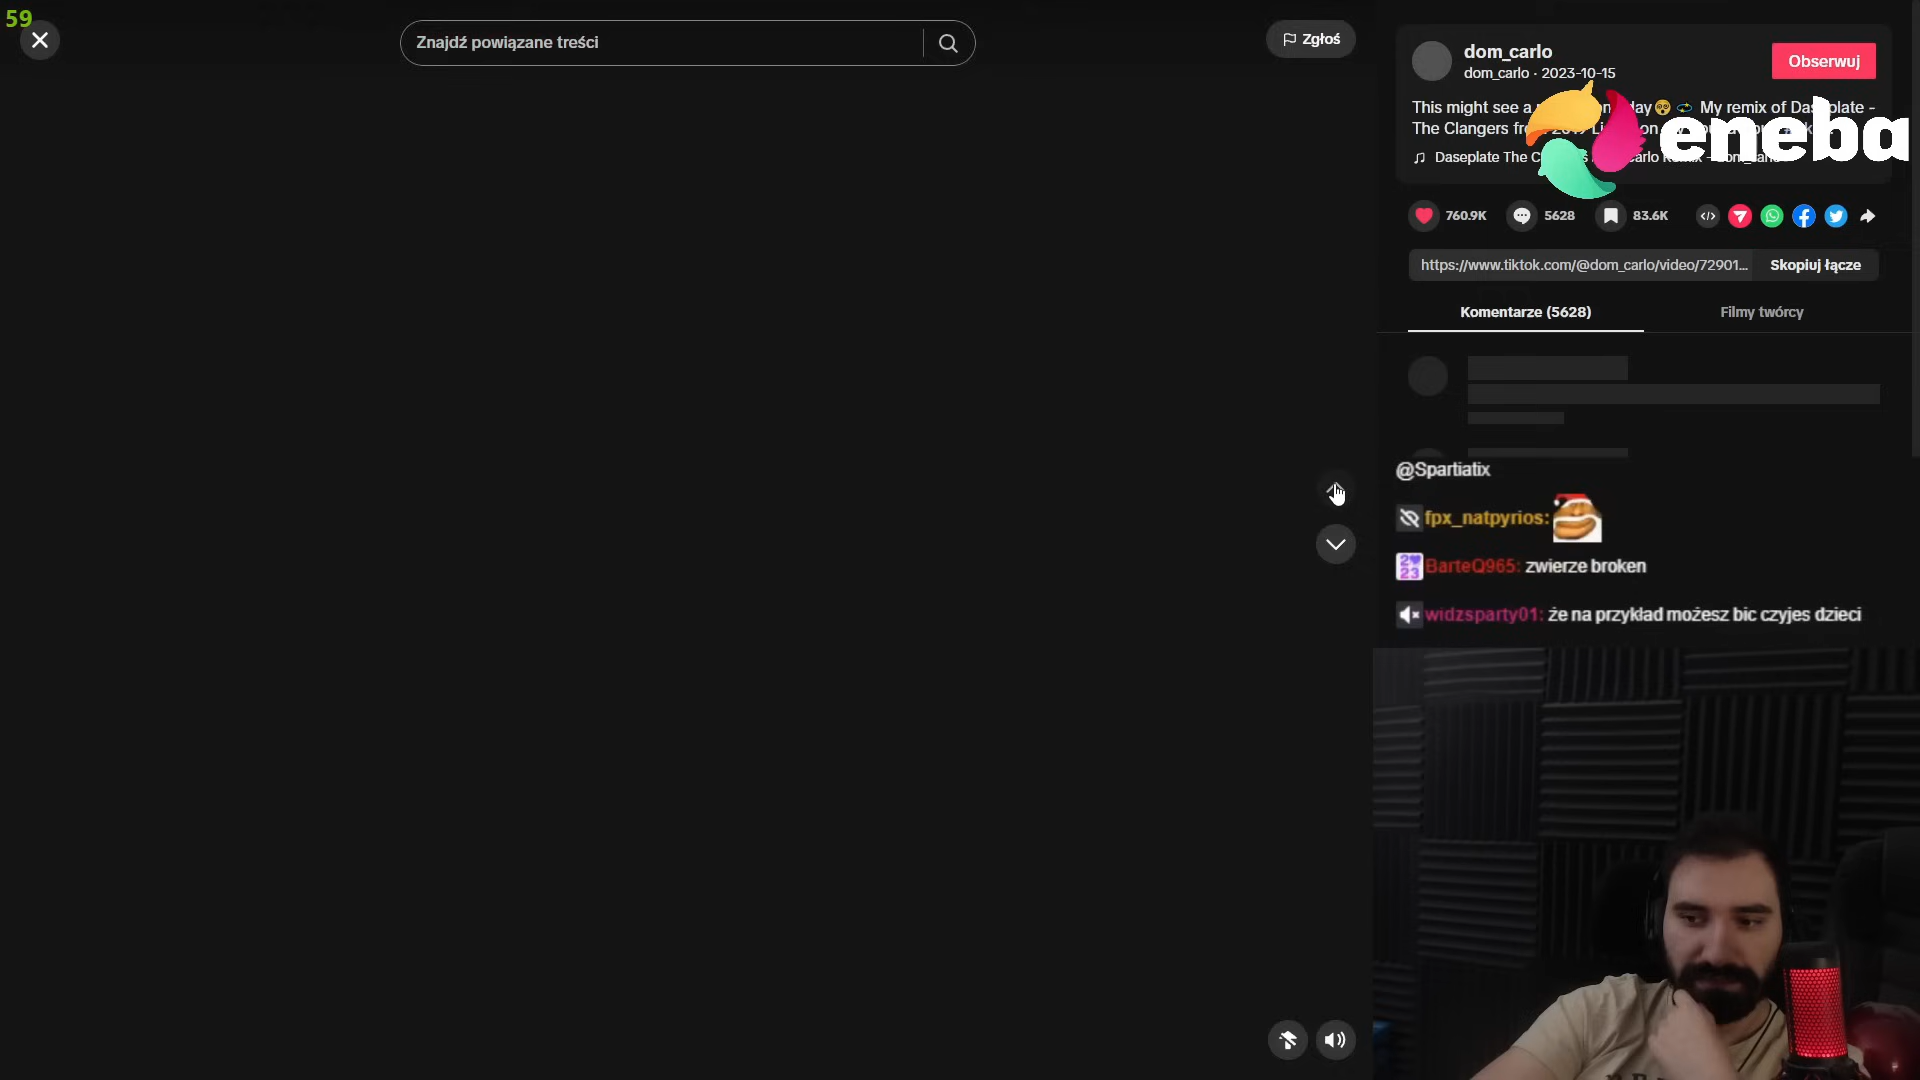 59
Znajdź powiązane treści
Zgłoś
dom_carlo
dom_carlo · 2023-10-15
Obserwuj
This might see a day My remix of Daseplate -
The Clangers
eneba
Daseplate The
760.9K
5628
83.6K
https://www.tiktok.com/@dom_carlo/video/72901...
Skopiuj łącze
Komentarze (5628)
Filmy twórcy
@Spartiatix
fpx_natpyrios:
BarteQ965: zwierze broken
widzsparty01: że na przykład możesz bic czyjes dzieci